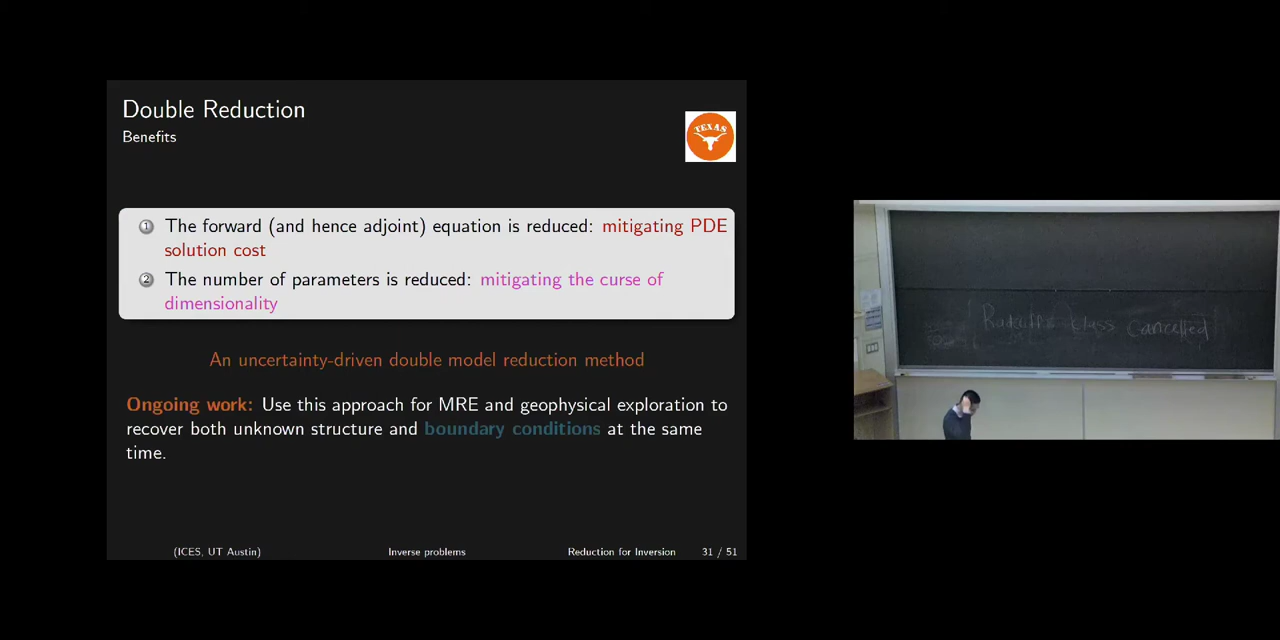 Double Reduction
Benefits
TEXAS
1 The forward (and hence adjoint) equation is reduced: mitigating PDE
solution cost
2 The number of parameters is reduced: mitigating the curse of
dimensionality
An uncertainty-driven double model reduction method
Ongoing work: Use this approach for MRE and geophysical exploration to
recover both unknown structure and boundary conditions at the same
time.
(ICES, UT Austin) Inverse problems Reduction for Inversion 31 / 51
class Cancelled